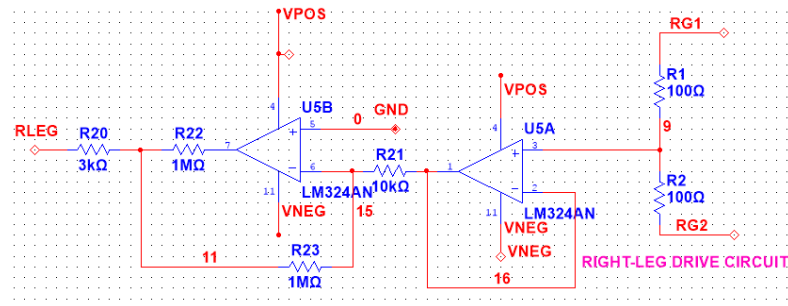 VPOS
RG1
R1
100Ω
9
R2
100Ω
RG2
VPOS
4
U5A
3
2
1
11
LM324AN
VNEG
VNEG
16
4
U5B
5
6
7
11
LM324AN
VNEG
0
GND
R21
10kΩ
15
RLEG
R20
3kΩ
R22
1MΩ
11
R23
1MΩ
RIGHT-LEG DRIVE CIRCUIT